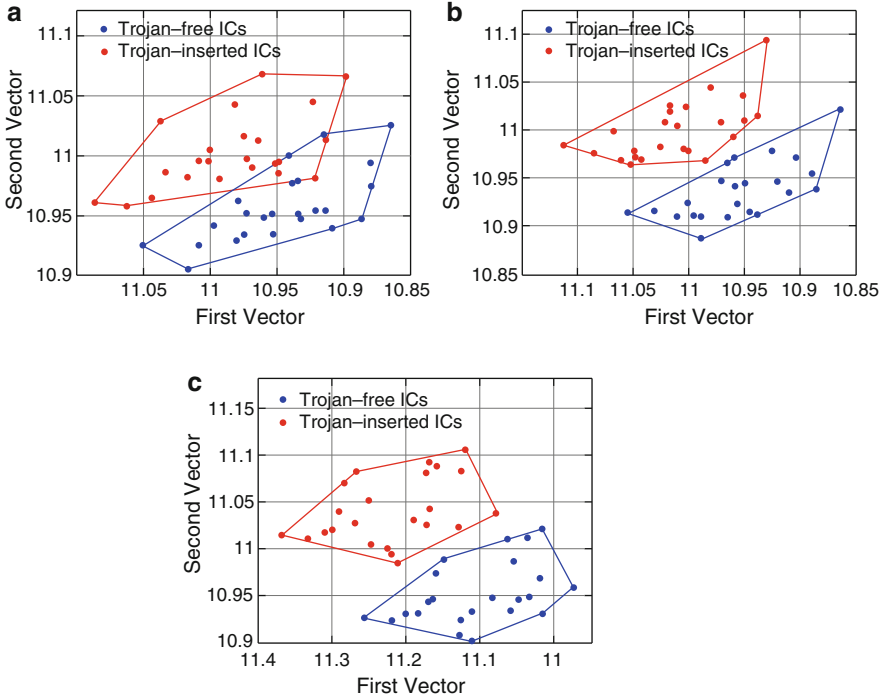 a
Trojan–free ICs
Trojan–inserted ICs
11.1
11.05
11
10.95
10.9
Second Vector
11.05 11 10.95 10.9 10.85
First Vector
b
Trojan–free ICs
Trojan–inserted ICs
11.1
11.05
11
10.95
10.9
10.85
Second Vector
11.1 11.05 11 10.95 10.9 10.85
First Vector
c
Trojan–free ICs
Trojan–inserted ICs
11.15
11.1
11.05
11
10.95
10.9
Second Vector
11.4 11.3 11.2 11.1 11
First Vector